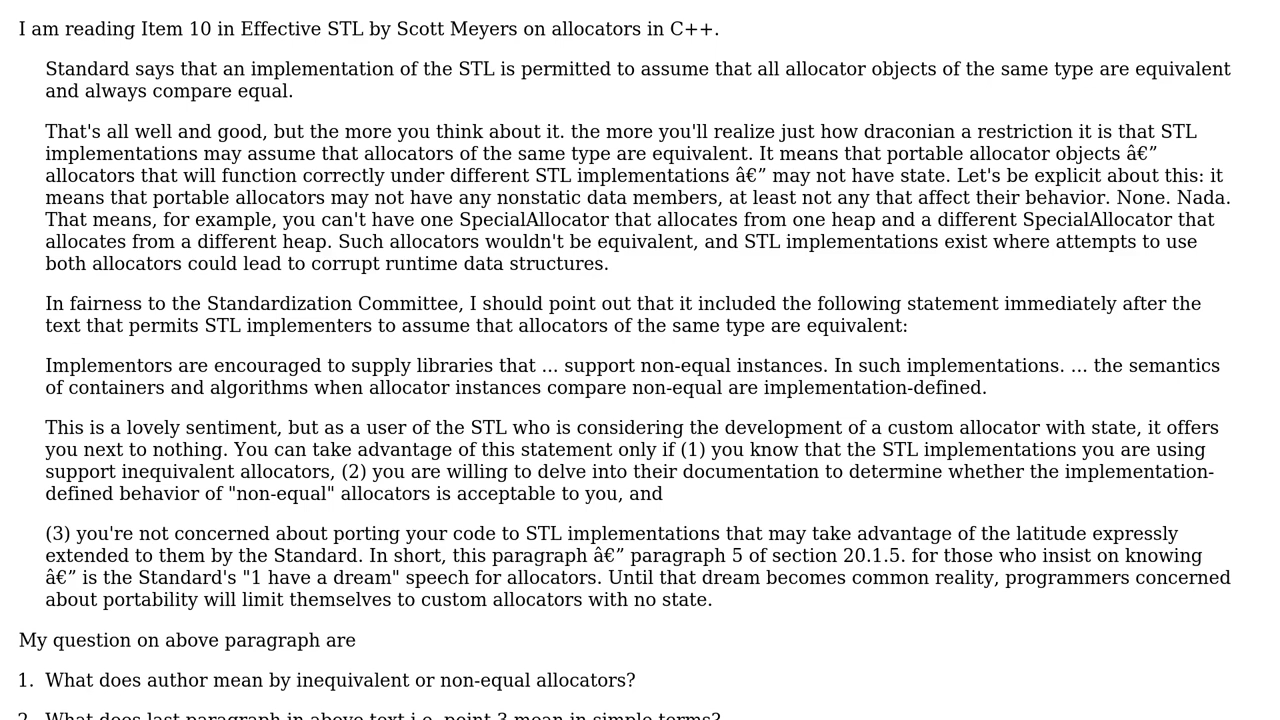 I am reading Item 10 in Effective STL by Scott Meyers on allocators in C++.
Standard says that an implementation of the STL is permitted to assume that all allocator objects of the same type are equivalent
and always compare equal.
That's all well and good, but the more you think about it. the more you'll realize just how draconian a restriction it is that STL
implementations may assume that allocators of the same type are equivalent. It means that portable allocator objects â€”
allocators that will function correctly under different STL implementations â€” may not have state. Let's be explicit about this: it
means that portable allocators may not have any nonstatic data members, at least not any that affect their behavior. None. Nada.
That means, for example, you can't have one SpecialAllocator that allocates from one heap and a different SpecialAllocator that
allocates from a different heap. Such allocators wouldn't be equivalent, and STL implementations exist where attempts to use
both allocators could lead to corrupt runtime data structures.
In fairness to the Standardization Committee, I should point out that it included the following statement immediately after the
text that permits STL implementers to assume that allocators of the same type are equivalent:
Implementors are encouraged to supply libraries that ... support non-equal instances. In such implementations. ... the semantics
of containers and algorithms when allocator instances compare non-equal are implementation-defined.
This is a lovely sentiment, but as a user of the STL who is considering the development of a custom allocator with state, it offers
you next to nothing. You can take advantage of this statement only if (1) you know that the STL implementations you are using
support inequivalent allocators, (2) you are willing to delve into their documentation to determine whether the implementation-
defined behavior of "non-equal" allocators is acceptable to you, and
(3) you're not concerned about porting your code to STL implementations that may take advantage of the latitude expressly
extended to them by the Standard. In short, this paragraph â€” paragraph 5 of section 20.1.5. for those who insist on knowing
â€” is the Standard's "1 have a dream" speech for allocators. Until that dream becomes common reality, programmers concerned
about portability will limit themselves to custom allocators with no state.
My question on above paragraph are
1. What does author mean by inequivalent or non-equal allocators?
2. What does last paragraph in above text i.e. point 3 mean in simple terms?